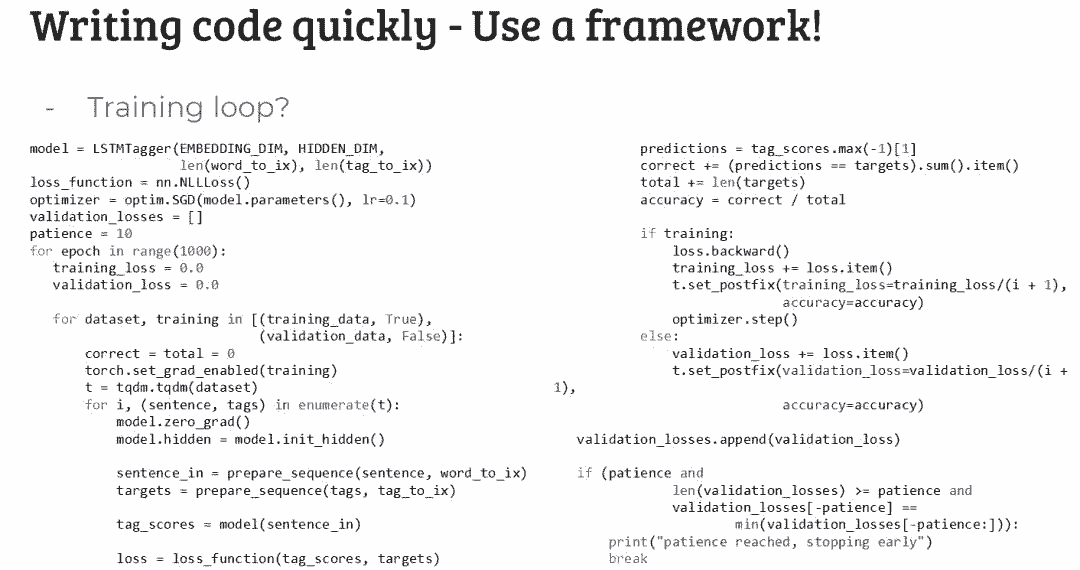 Writing code quickly - Use a framework!
- Training loop?
model = LSTMTagger(EMBEDDING_DIM, HIDDEN_DIM,
len(word_to_ix), len(tag_to_ix))
loss_function = nn.NLLLoss()
optimizer = optim.SGD(model.parameters(), lr=0.1)
validation_losses = []
patience = 10
for epoch in range(1000):
training_loss = 0.0
validation_loss = 0.0
for dataset, training in [(training_data, True),
(validation_data, False)]:
correct = total = 0
torch.set_grad_enabled(training)
t = tqdm.tqdm(dataset)
for i, (sentence, tags) in enumerate(t):
model.zero_grad()
model.hidden = model.init_hidden()
sentence_in = prepare_sequence(sentence, word_to_ix)
targets = prepare_sequence(tags, tag_to_ix)
tag_scores = model(sentence_in)
loss = loss_function(tag_scores, targets)
predictions = tag_scores.max(-1)[1]
correct += (predictions == targets).sum().item()
total += len(targets)
accuracy = correct / total
if training:
loss.backward()
training_loss += loss.item()
t.set_postfix(training_loss=training_loss/(i + 1),
accuracy=accuracy)
optimizer.step()
else:
validation_loss += loss.item()
t.set_postfix(validation_loss=validation_loss/(i +
1),
accuracy=accuracy)
validation_losses.append(validation_loss)
if (patience and
len(validation_losses) >= patience and
validation_losses[-patience] ==
min(validation_losses[-patience:])):
print("patience reached, stopping early")
break